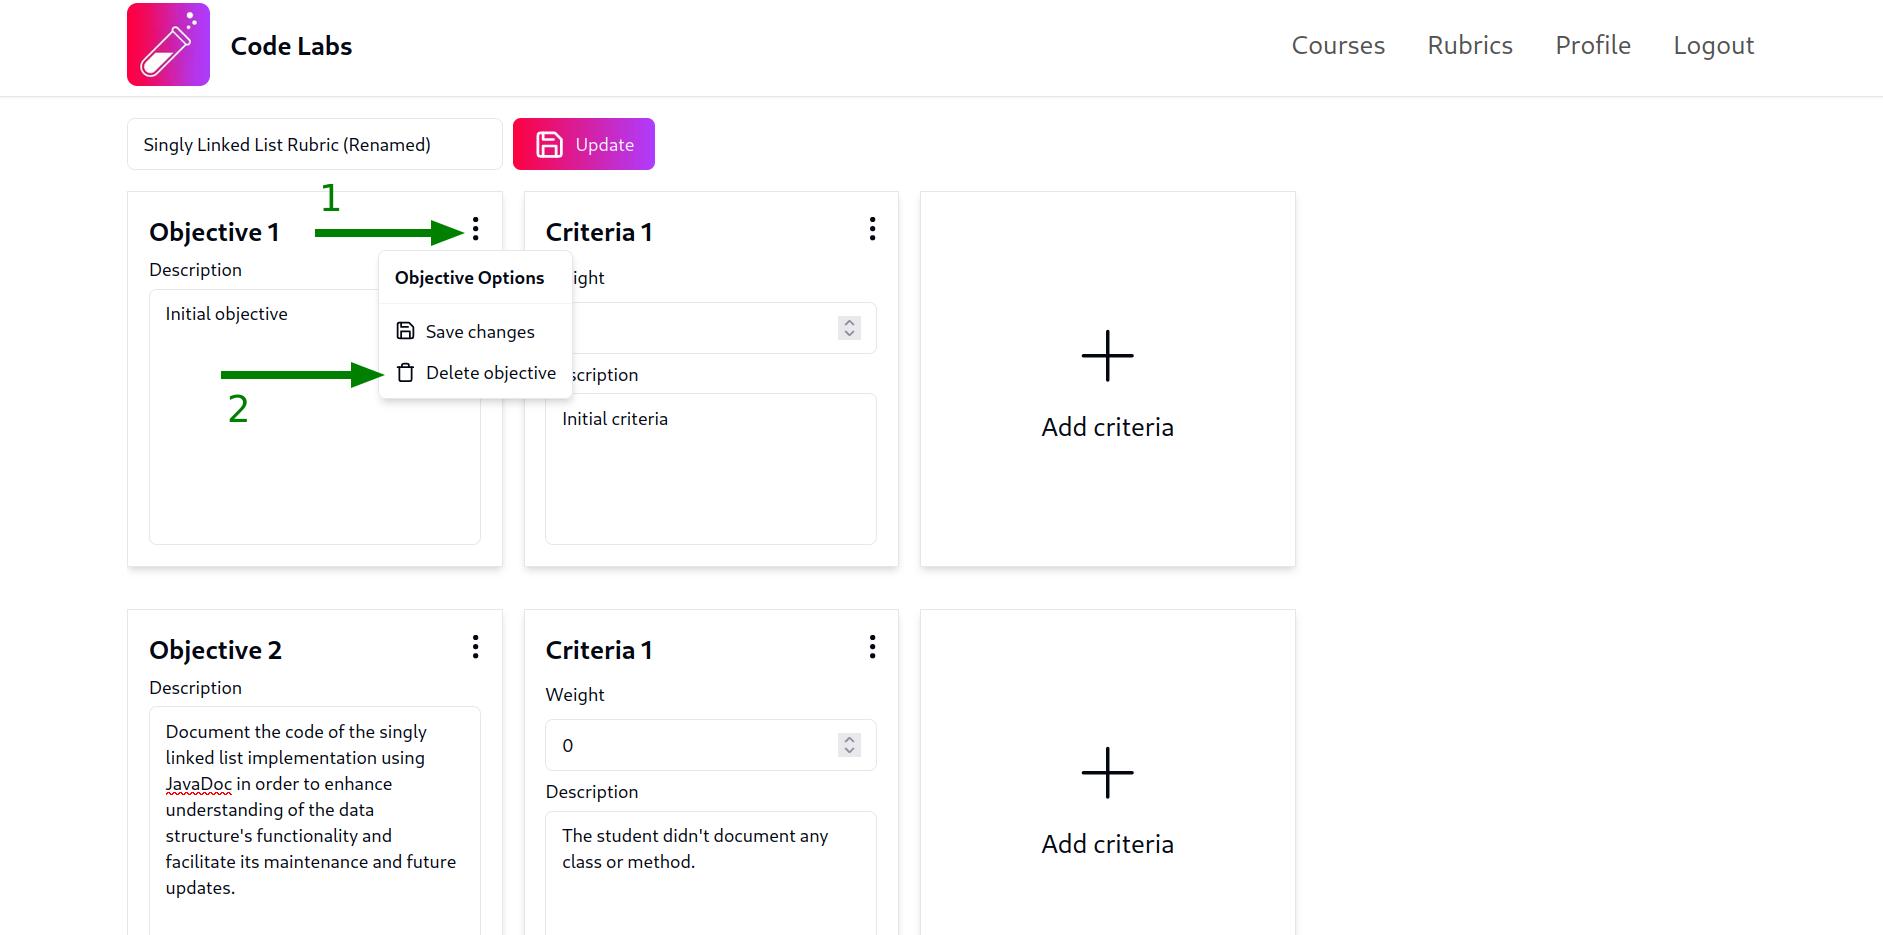 Code Labs
Courses
Rubrics
Profile
Logout
Singly Linked List Rubric (Renamed)
Update
1
Objective 1
Description
Initial objective
Objective Options
Save changes
Delete objective
2
Criteria 1
ight
scription
Initial criteria
Add criteria
Objective 2
Description
Document the code of the singly
linked list implementation using
JavaDoc in order to enhance
understanding of the data
structure's functionality and
facilitate its maintenance and future
updates.
Criteria 1
Weight
0
Description
The student didn't document any
class or method.
Add criteria